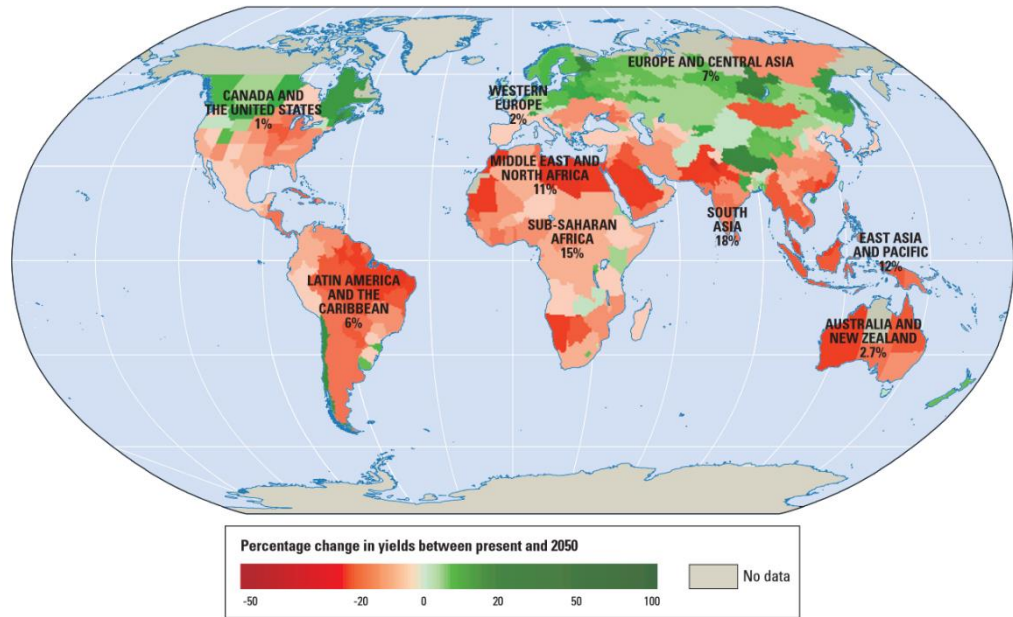 EUROPE AND CENTRAL ASIA
7%
CANADA AND
THE UNITED STATES
1%
WESTERN
EUROPE
2%
MIDDLE EAST AND
NORTH AFRICA
11%
SUB-SAHARAN
AFRICA
15%
SOUTH
ASIA
18%
EAST ASIA
AND PACIFIC
12%
LATIN AMERICA
AND THE
CARIBBEAN
6%
AUSTRALIA AND
NEW ZEALAND
2.7%
Percentage change in yields between present and 2050
-50 -20 0 20 50 100
No data